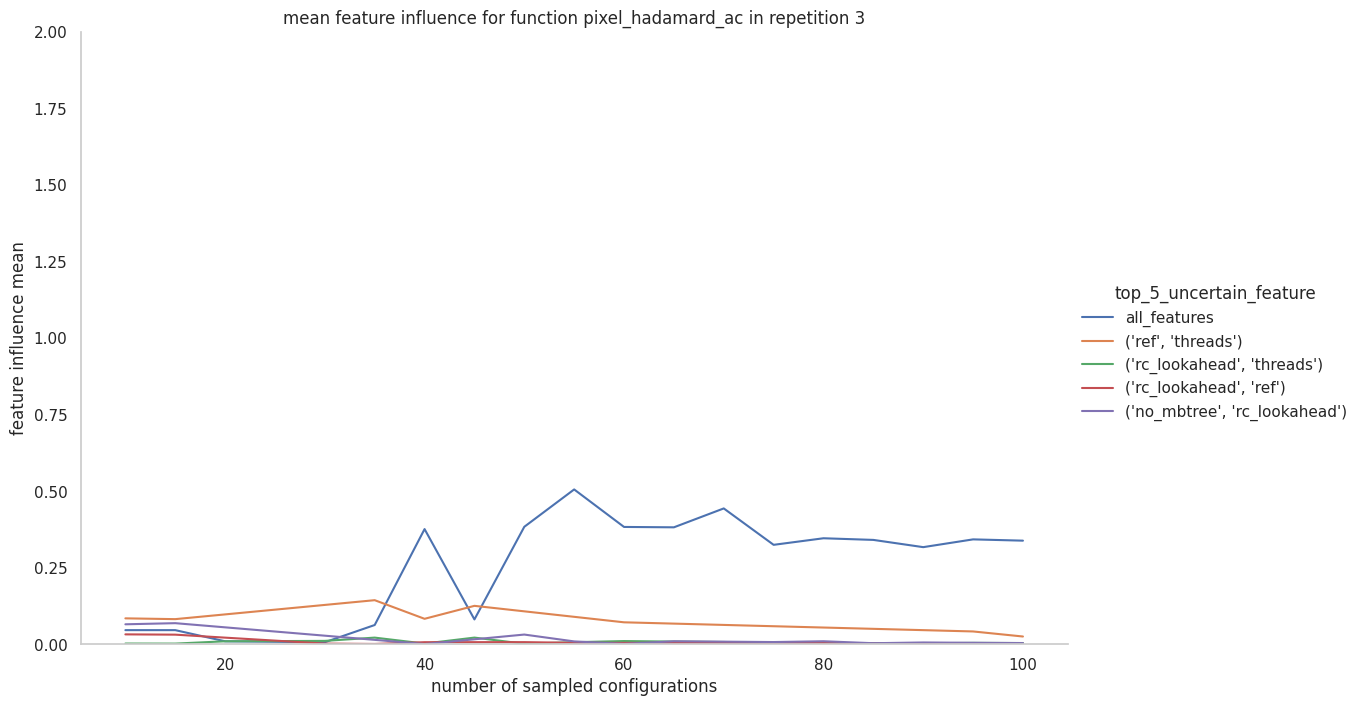 mean feature influence for function pixel_hadamard_ac in repetition 3
2.00
1.75
1.50
1.25
1.00
0.75
0.50
0.25
0.00
feature influence mean
20
40
60
80
100
number of sampled configurations
top_5_uncertain_feature
all_features
('ref', 'threads')
('rc_lookahead', 'threads')
('rc_lookahead', 'ref')
('no_mbtree', 'rc_lookahead')